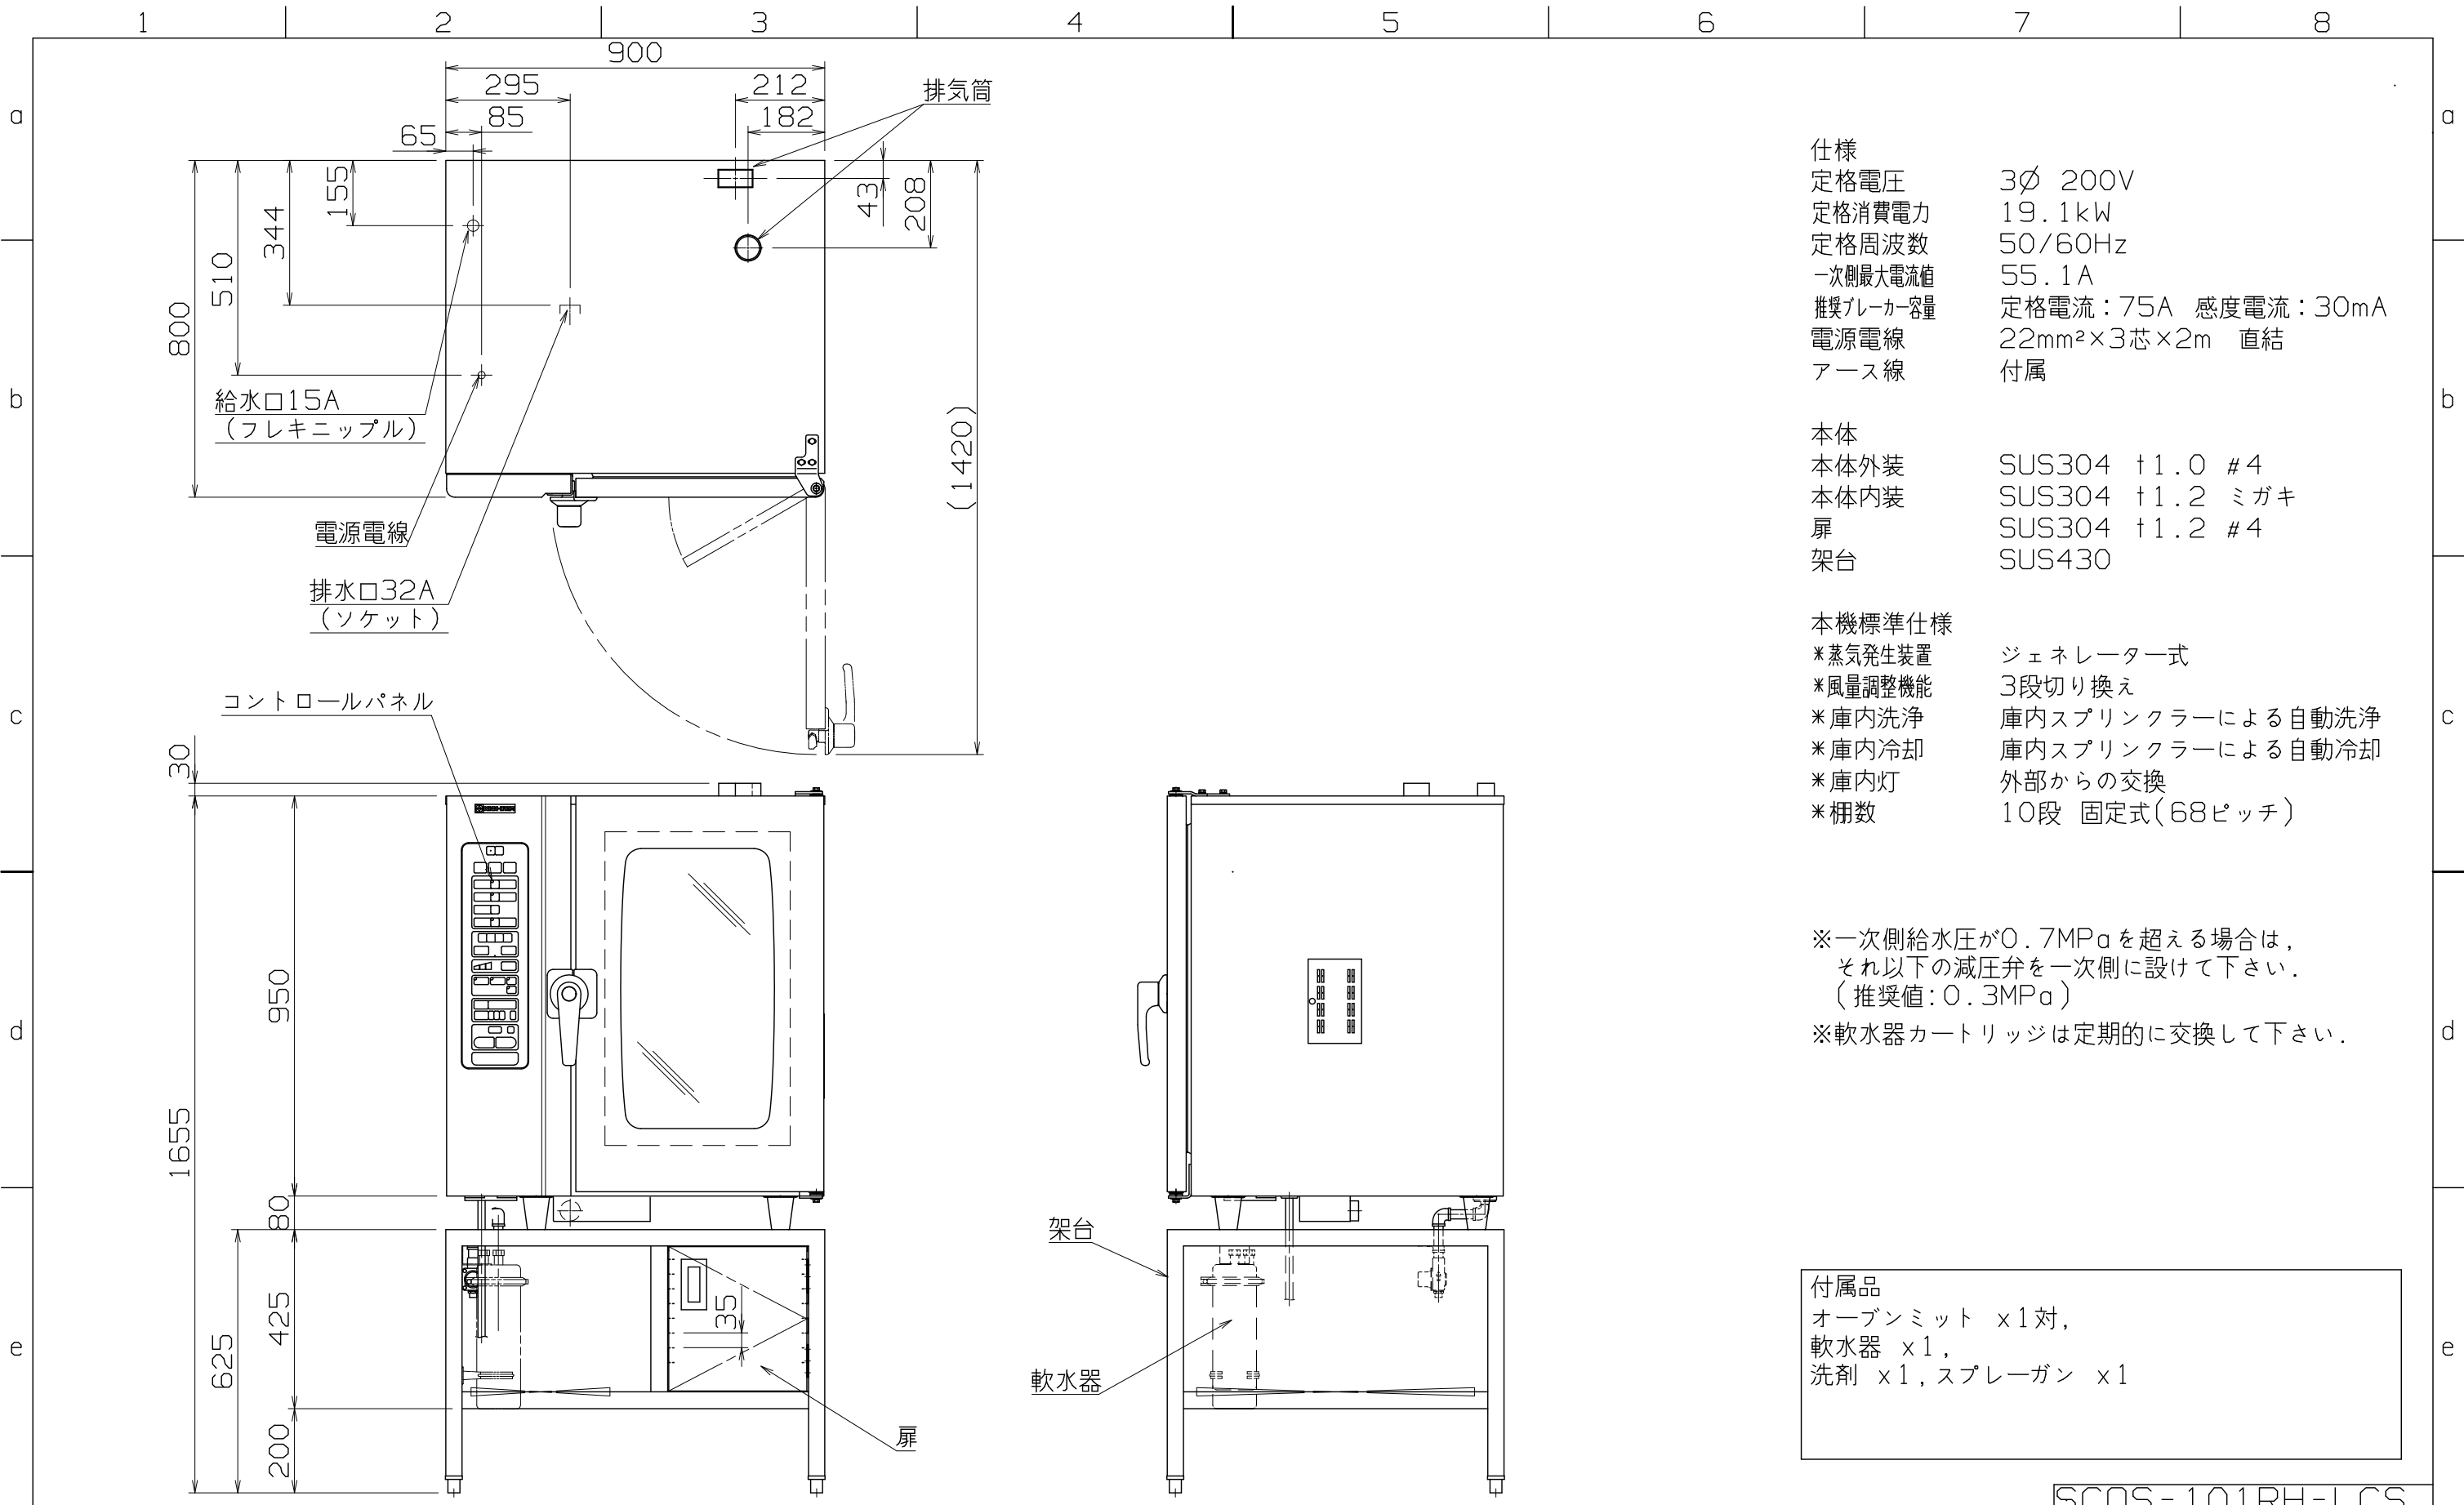 1 2 3 4 5 6 7 8
a
b
c
d
e
a
b
c
d
e
900
295
212
85
182
65
排気筒
155
344
510
800
43
208
(1420)
給水口15A
(フレキニップル)
電源電線
排水口32A
(ソケット)
コントロールパネル
30
950
1655
80
425
625
200
35
扉
架台
軟水器
仕様
定格電圧 3∅ 200V
定格消費電力 19.1kW
定格周波数 50/60Hz
一次側最大電流値 55.1A
推奨ブレーカー容量 定格電流:75A 感度電流:30mA
電源電線 22mm²×3芯×2m 直結
アース線 付属
本体
本体外装 SUS304 t1.0 #4
本体内装 SUS304 t1.2 ミガキ
扉 SUS304 t1.2 #4
架台 SUS430
本機標準仕様
*蒸気発生装置 ジェネレーター式
*風量調整機能 3段切り換え
*庫内洗浄 庫内スプリンクラーによる自動洗浄
*庫内冷却 庫内スプリンクラーによる自動冷却
*庫内灯 外部からの交換
*棚数 10段 固定式(68ピッチ)
※一次側給水圧が0.7MPaを超える場合は,
それ以下の減圧弁を一次側に設けて下さい.
(推奨値:0.3MPa)
※軟水器カートリッジは定期的に交換して下さい.
付属品
オーブンミット x1対,
軟水器 x1,
洗剤 x1,スプレーガン x1
SCOS-101RH-LCS